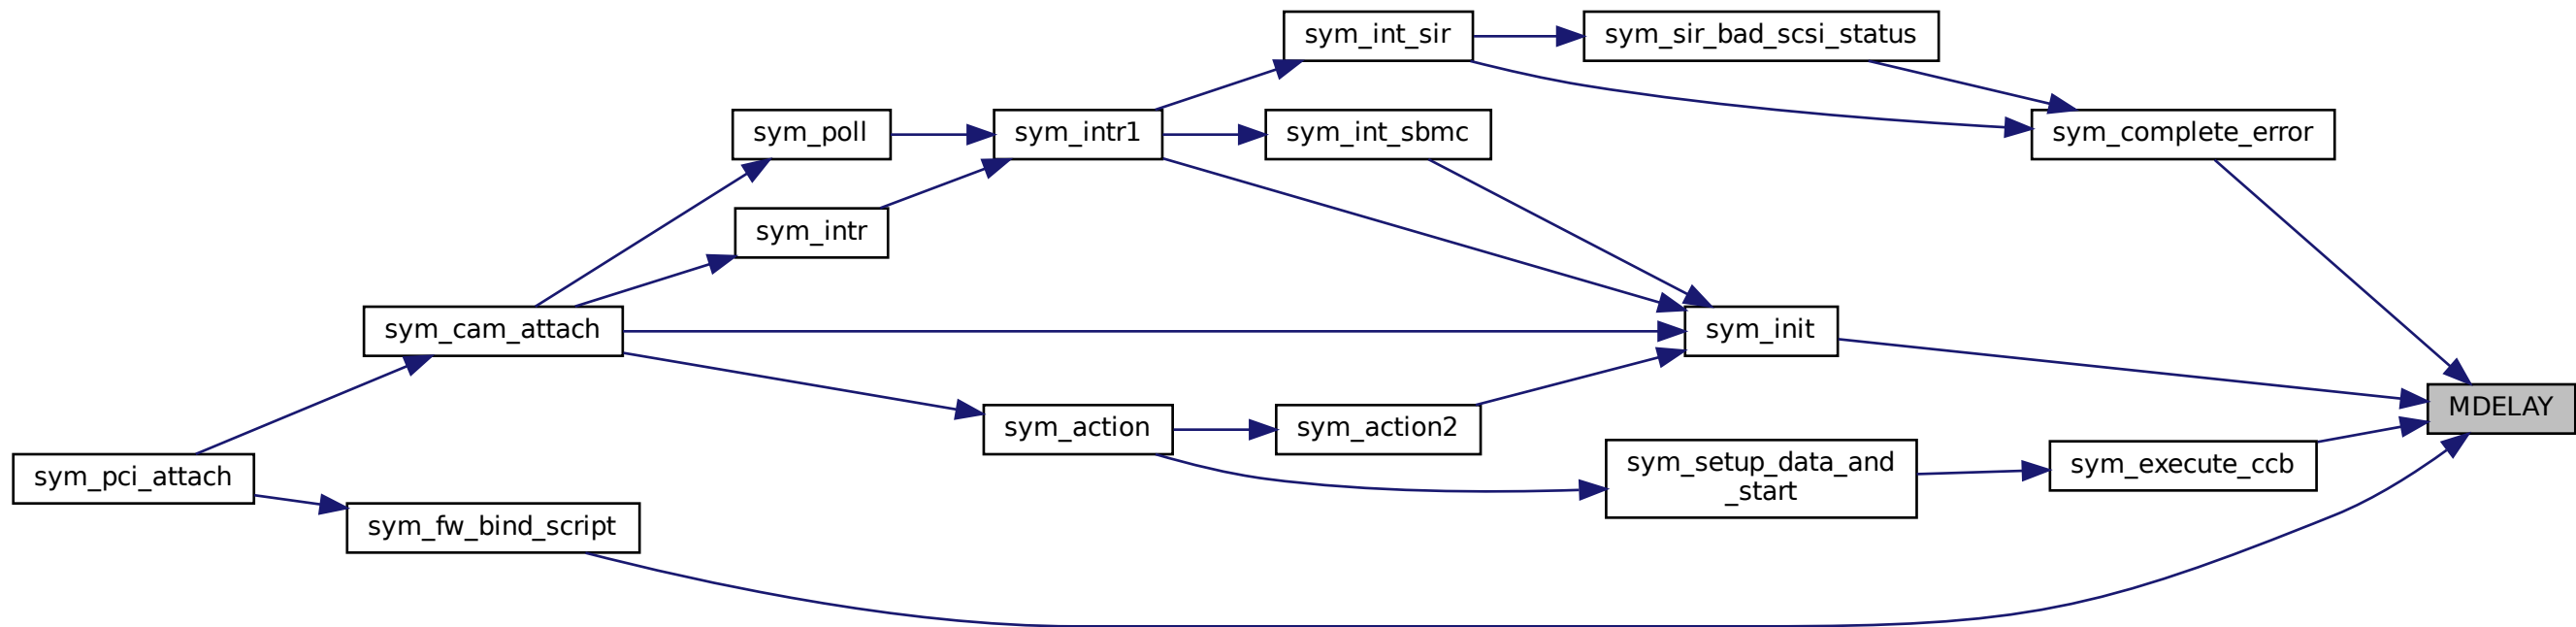 sym_int_sir
sym_sir_bad_scsi_status
sym_poll
sym_intr1
sym_int_sbmc
sym_complete_error
sym_intr
sym_cam_attach
sym_init
MDELAY
sym_action
sym_action2
sym_setup_data_and
_start
sym_execute_ccb
sym_pci_attach
sym_fw_bind_script